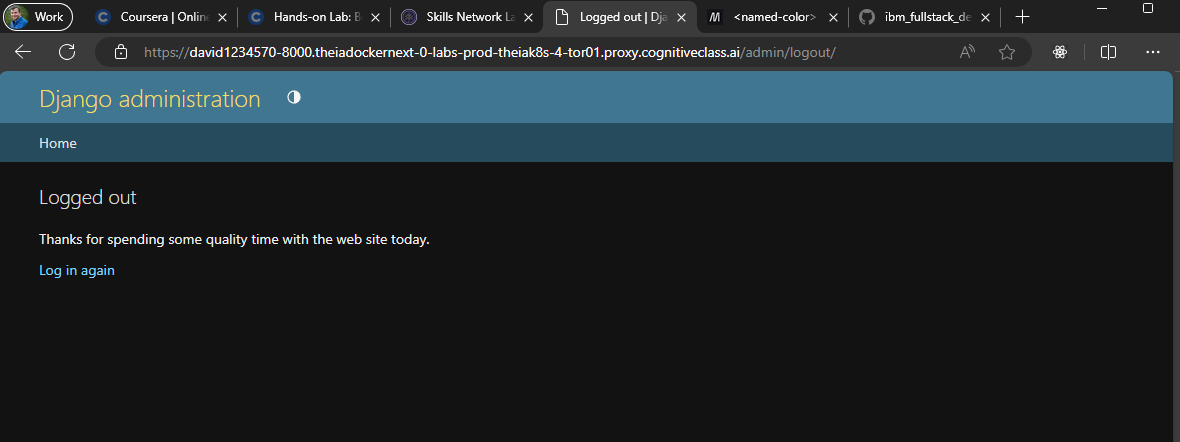 Work
Coursera | Online
Hands-on Lab: B
Skills Network La
Logged out | Dja
<named-color>
ibm_fullstack_de
https://david1234570-8000.theiadockernext-0-labs-prod-theiak8s-4-tor01.proxy.cognitiveclass.ai/admin/logout/
Django administration
Home
Logged out
Thanks for spending some quality time with the web site today.
Log in again